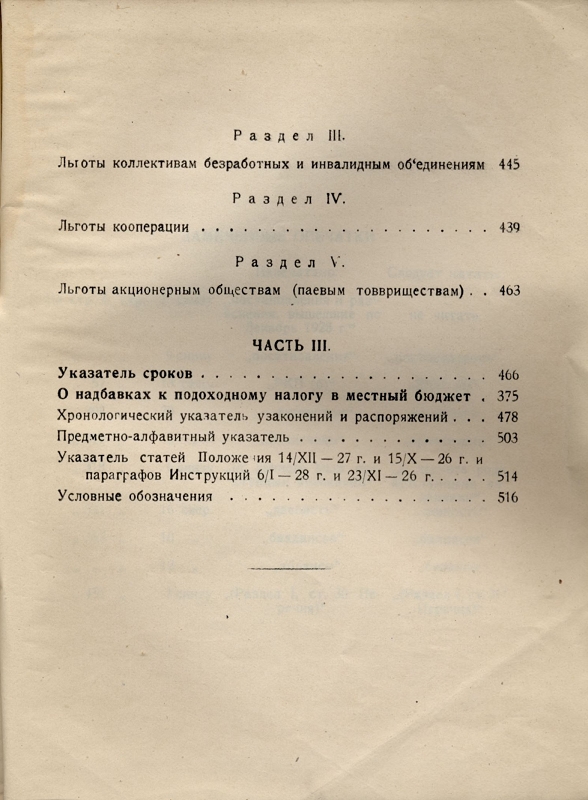 Раздел III.
Льготы коллективам безработных и инвалидным об‘единениям 445
Раздел IV.
Льготы кооперации . . . . . . . . . . . . . . . . . . . . . 439
Раздел V.
Льготы акционерным обществам (паевым товвриществам) . . 463
ЧАСТЬ III.
Указатель сроков . . . . . . . . . . . . . . . . . . . . . 466
О надбавках к подоходному налогу в местный бюджет . 375
Хронологический указатель узаконений и распоряжений . . . 478
Предметно-алфавитный указатель . . . . . . . . . . . . . 503
Указатель статей Положения 14/XII — 27 г. и 15/X — 26 г. и
параграфов Инструкций 6/I — 28 г. и 23/XI — 26 г. . . . . 514
Условные обозначения . . . . . . . . . . . . . . . . . . . 516